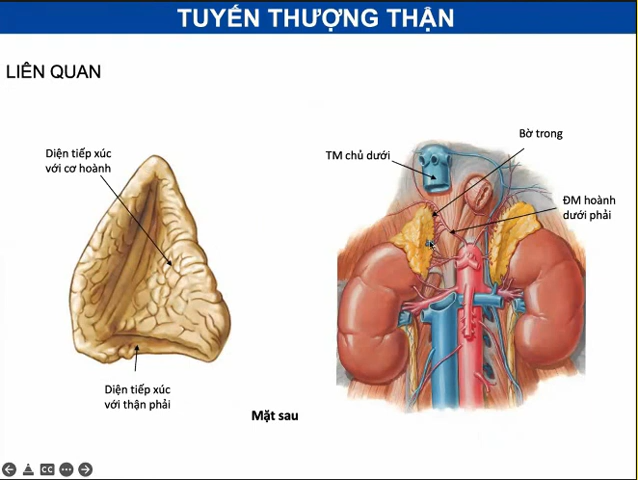 TUYẾN THƯỢNG THẬN
LIÊN QUAN
Diện tiếp xúc
với cơ hoành
TM chủ dưới
Bờ trong
ĐM hoành
dưới phải
Diện tiếp xúc
với thận phải
Mặt sau
CC